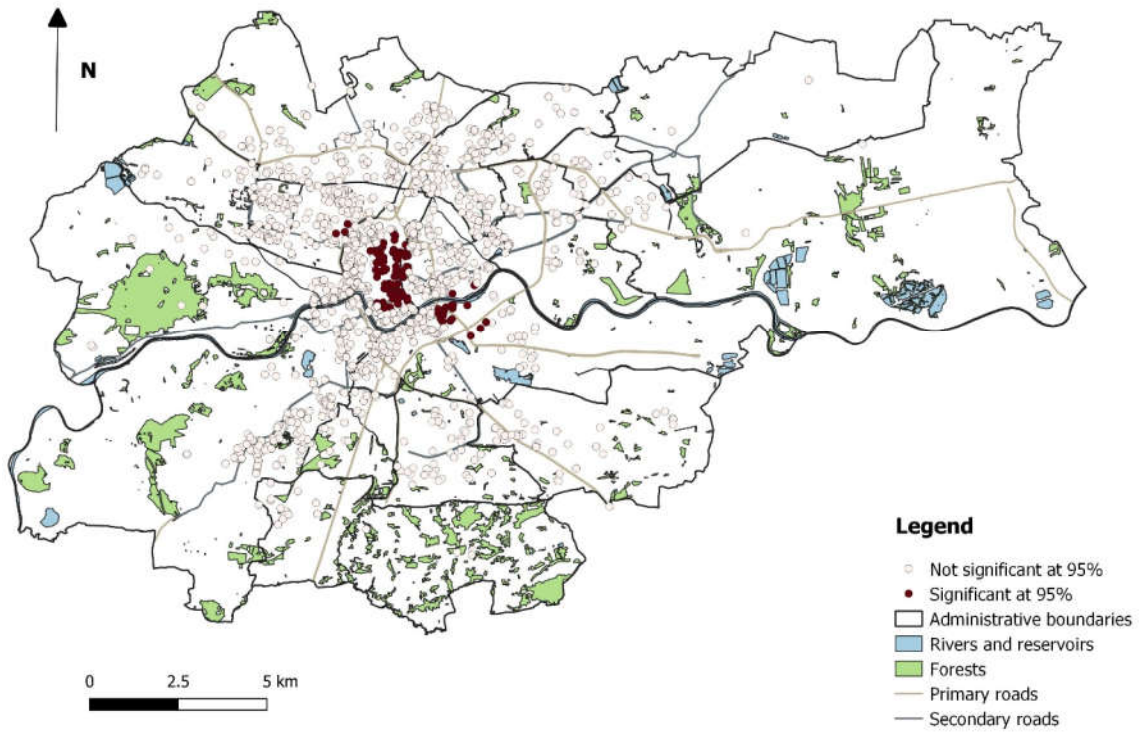 N
Legend
Not significant at 95%
Significant at 95%
Administrative boundaries
Rivers and reservoirs
Forests
Primary roads
Secondary roads
0 2.5 5 km